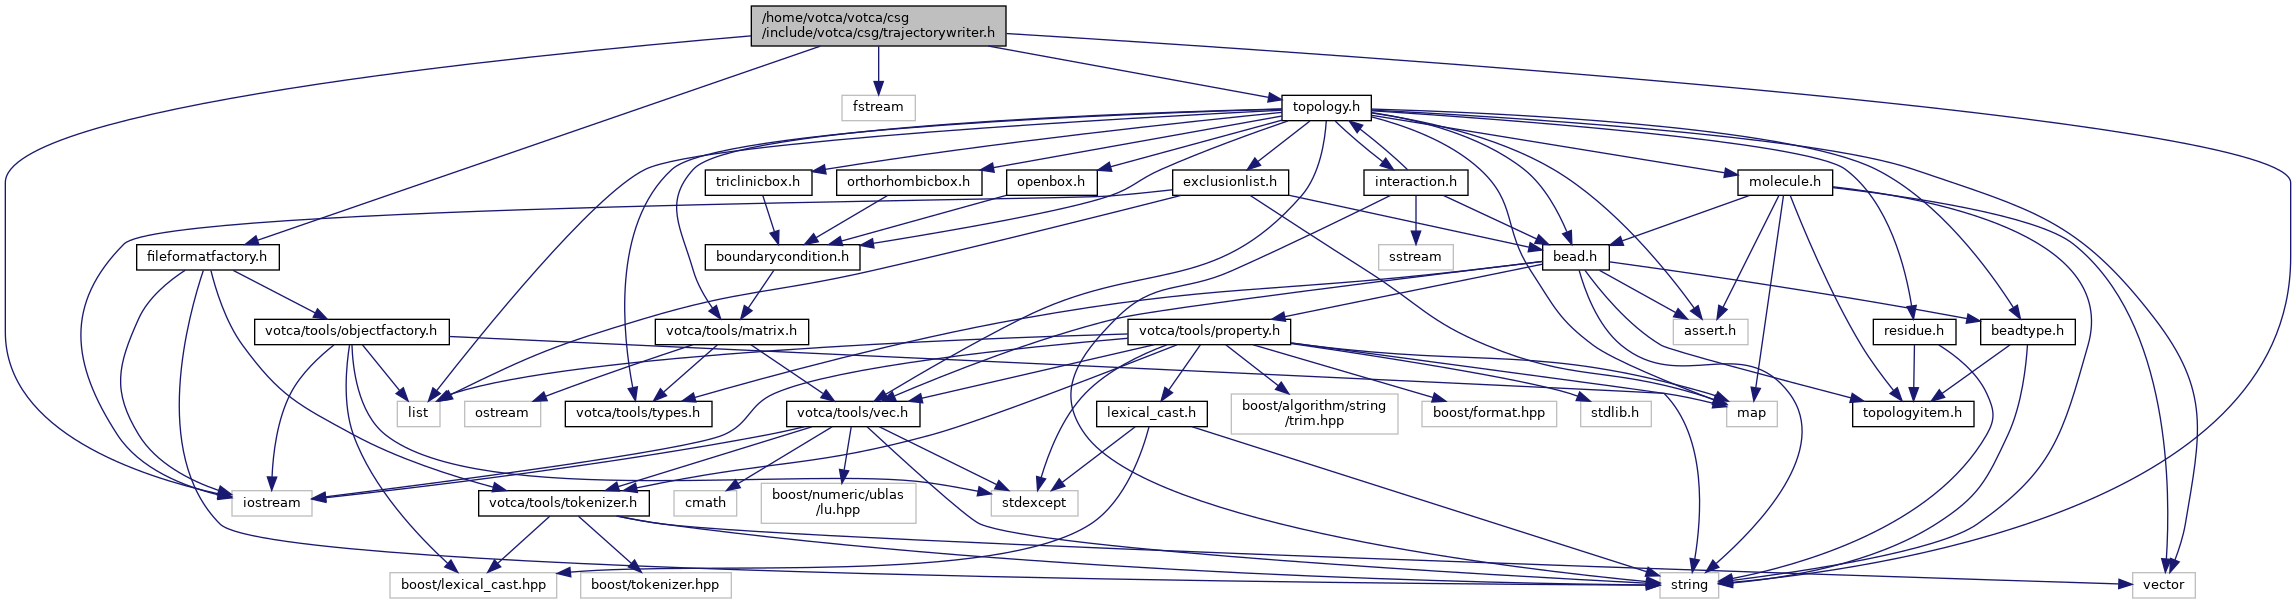 /home/votca/votca/csg
/include/votca/csg/trajectorywriter.h
fstream
topology.h
triclinicbox.h
orthorhombicbox.h
openbox.h
exclusionlist.h
interaction.h
molecule.h
fileformatfactory.h
boundarycondition.h
sstream
bead.h
votca/tools/objectfactory.h
votca/tools/matrix.h
votca/tools/property.h
assert.h
residue.h
beadtype.h
list
ostream
votca/tools/types.h
votca/tools/vec.h
lexical_cast.h
boost/algorithm/string
/trim.hpp
boost/format.hpp
stdlib.h
map
topologyitem.h
iostream
votca/tools/tokenizer.h
cmath
boost/numeric/ublas
/lu.hpp
stdexcept
boost/lexical_cast.hpp
boost/tokenizer.hpp
string
vector